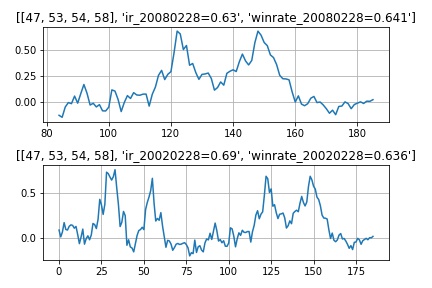 [[47, 53, 54, 58], 'ir_20080228=0.63', 'winrate_20080228=0.641']
0.50
0.25
0.00
80 100 120 140 160 180
[[47, 53, 54, 58], 'ir_20020228=0.69', 'winrate_20020228=0.636']
0.5
0.0
0 25 50 75 100 125 150 175